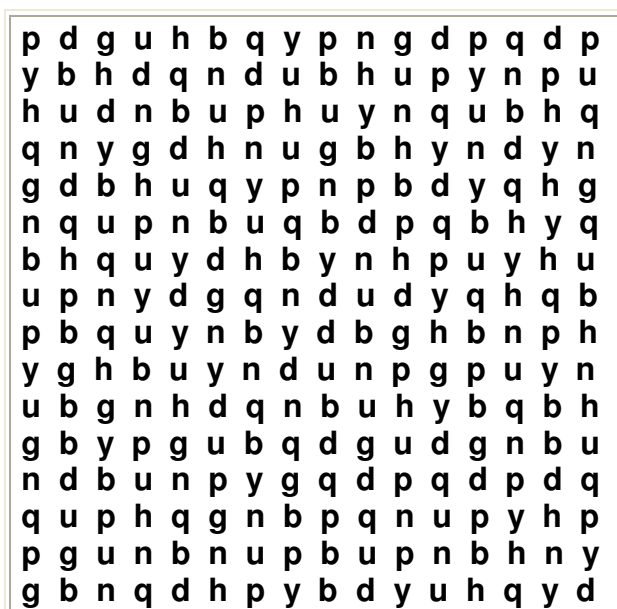 p d g u h b q y p n g d p q d p
y b h d q n d u b h u p y n p u
h u d n b u p h u y n q u b h q
q n y g d h n u g b h y n d y n
g d b h u q y p n p b d y q h g
n q u p n b u q b d p q b h y q
b h q u y d h b y n h p u y h u
u p n y d g q n d u d y q h q b
p b q u y n b y d b g h b n p h
y g h b u y n d u n p g p u y n
u b g n h d q n b u h y b q b h
g b y p g u b q d g u d g n b u
n d b u n p y g q d p q d p d q
q u p h q g n b p q n u p y h p
p g u n b n u p b u p n b h n y
g b n q d h p y b d y u h q y d